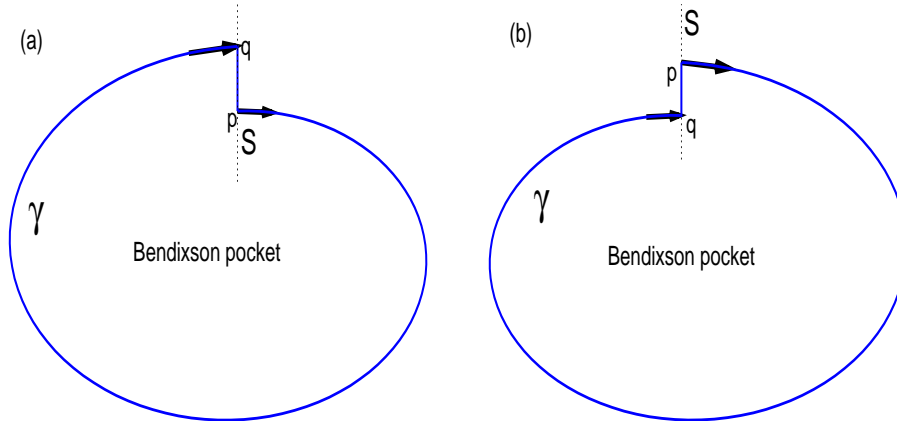 (a)
q
p
S
γ
Bendixson pocket
(b)
S
p
q
γ
Bendixson pocket